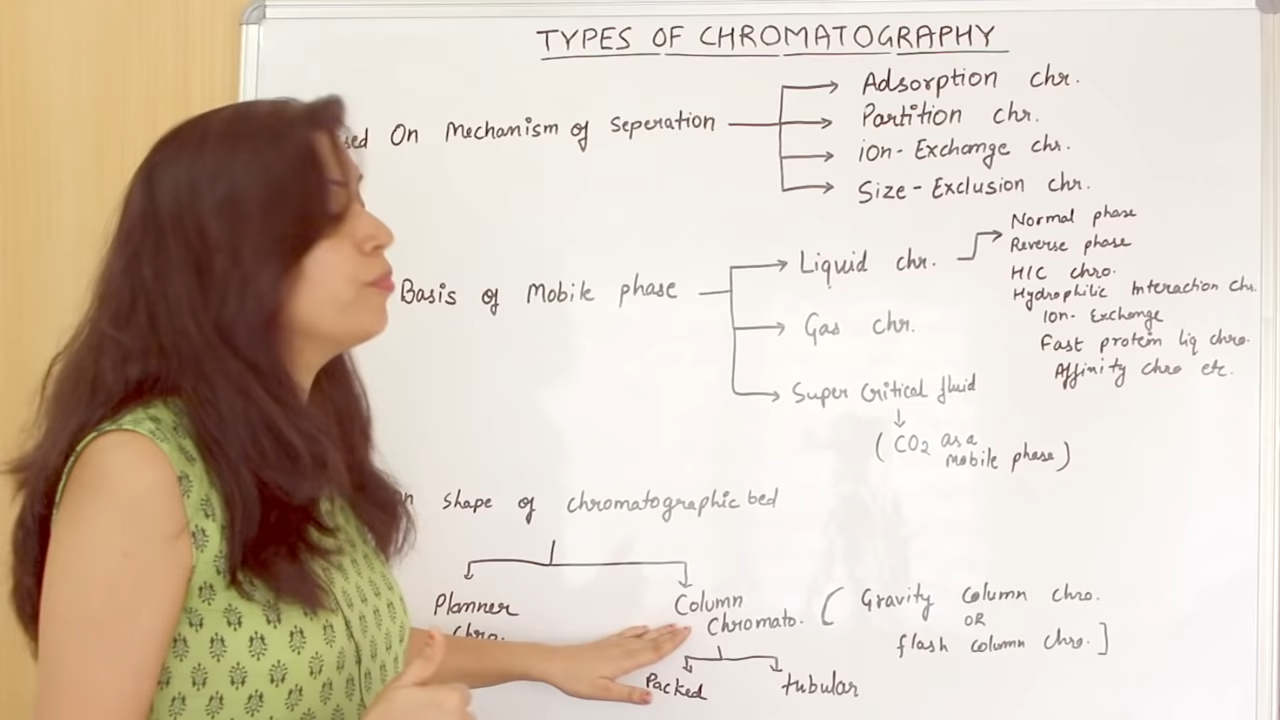 TYPES OF CHROMATOGRAPHY
sed On Mechanism of Seperation
Adsorption chr.
Partition chr.
ion-Exchange chr.
Size-Exclusion chr.
Basis of Mobile phase
Liquid chr.
Normal phase
Reverse phase
HIC chro.
Hydrophilic Interaction chr.
Ion-Exchange
Fast protein liq chro.
Affinity chro etc.
Gas chr.
Super Critical fluid
(CO2 as a
mobile phase)
n shape of chromatographic bed
Planner
chro.
Column
Chromato.
( Gravity column chro.
OR
flash column chro.]
Packed
tubular